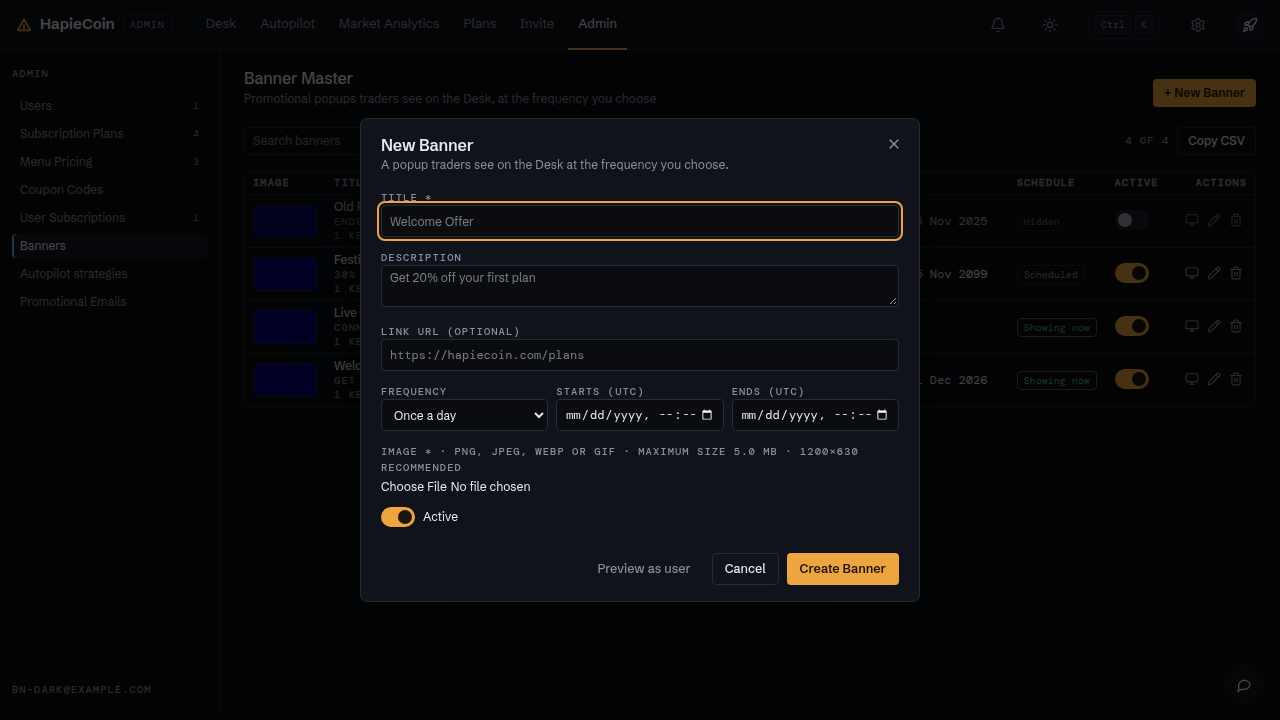 HapieCoin ADMIN Desk Autopilot Market Analytics Plans Invite Admin Ctrl K
ADMIN
Users 1
Subscription Plans 4
Menu Pricing 3
Coupon Codes
User Subscriptions 1
Banners
Autopilot strategies
Promotional Emails
BN-DARK@EXAMPLE.COM
Banner Master
Promotional popups traders see on the Desk, at the frequency you choose
+ New Banner
Search banners
4 OF 4 Copy CSV
IMAGE SCHEDULE ACTIVE ACTIONS
Old
Nov 2025 Hidden
30%
Nov 2099 Scheduled
Live
Showing now
GET
Dec 2026 Showing now
New Banner
A popup traders see on the Desk at the frequency you choose.
TITLE *
Welcome Offer
DESCRIPTION
Get 20% off your first plan
LINK URL (OPTIONAL)
https://hapiecoin.com/plans
FREQUENCY STARTS (UTC) ENDS (UTC)
Once a day mm/dd/yyyy, --:-- mm/dd/yyyy, --:--
IMAGE * · PNG, JPEG, WEBP OR GIF · MAXIMUM SIZE 5.0 MB · 1200×630
RECOMMENDED
Choose File No file chosen
Active
Preview as user Cancel Create Banner